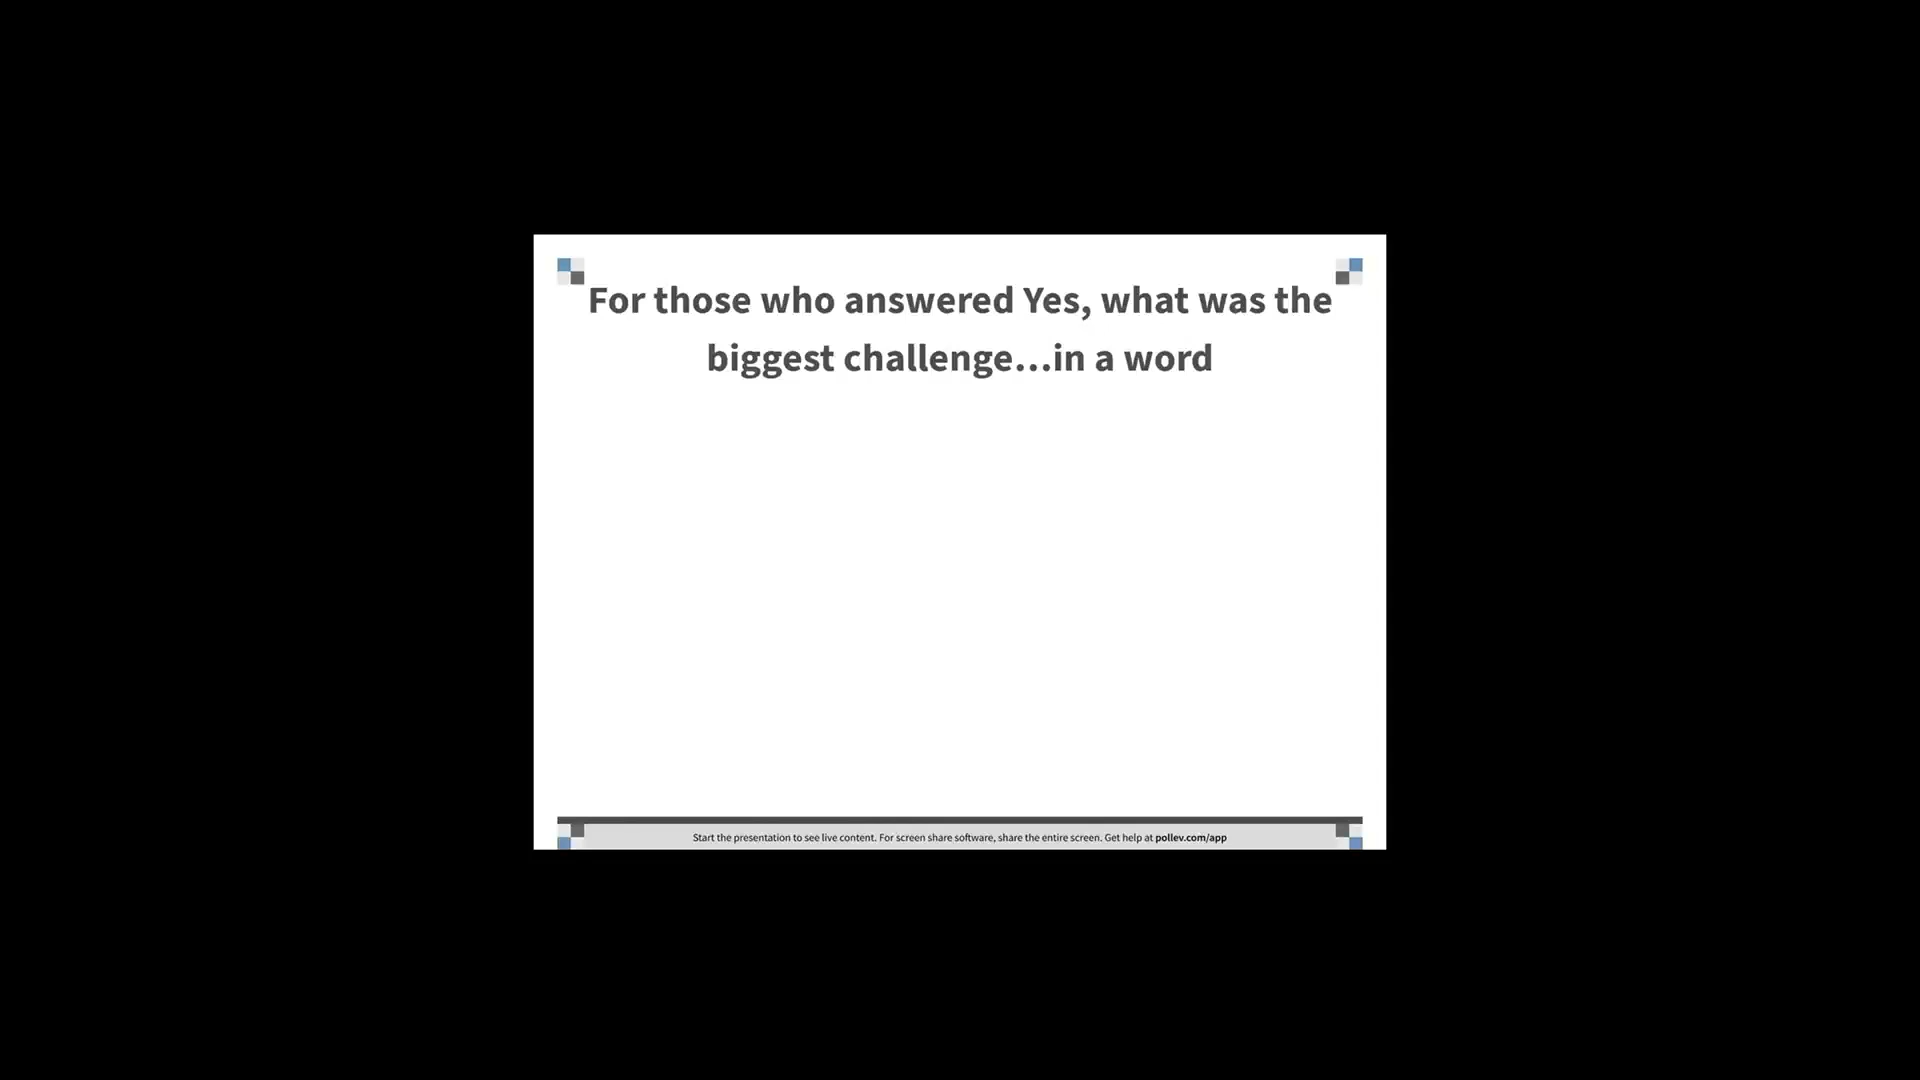 For those who answered Yes, what was the
biggest challenge...in a word
Start the presentation to see live content. For screen share software, share the entire screen. Get help at pollev.com/app